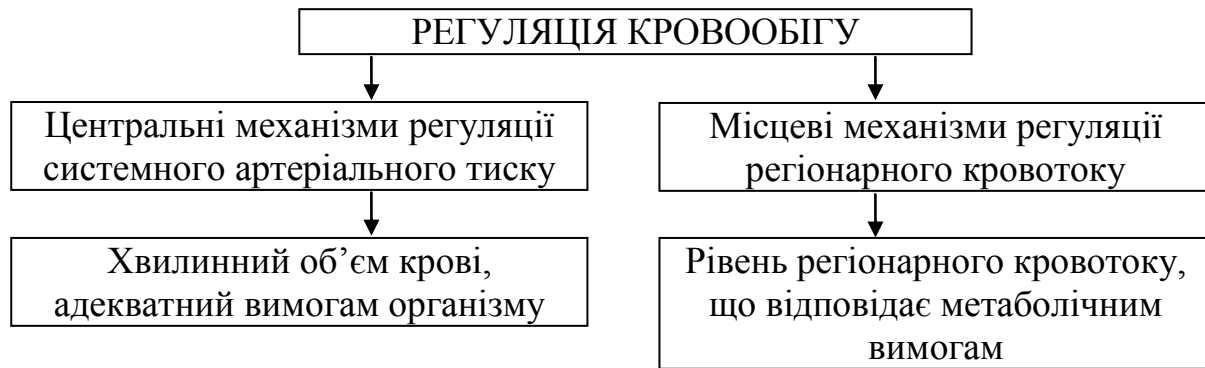 РЕГУЛЯЦІЯ КРОВООБІГУ
Центральні механізми регуляції
системного артеріального тиску
Місцеві механізми регуляції
регіонарного кровотоку
Хвилинний об’єм крові,
адекватний вимогам організму
Рівень регіонарного кровотоку,
що відповідає метаболічним
вимогам